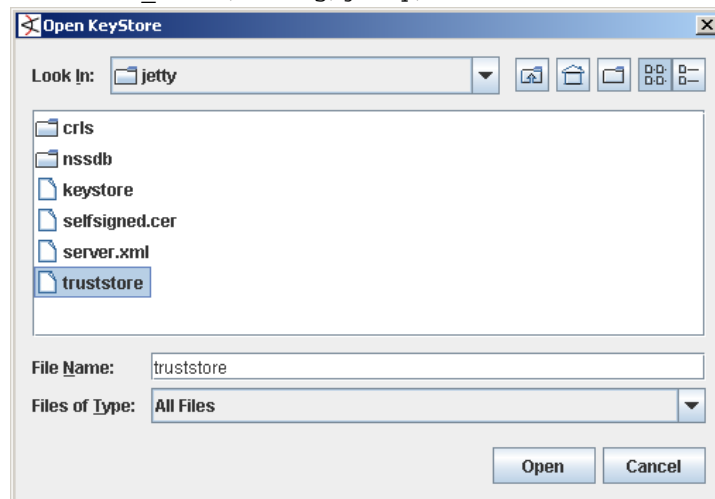 Open KeyStore
Look In: jetty
crls
nssdb
keystore
selfsigned.cer
server.xml
truststore
File Name: truststore
Files of Type: All Files
Open Cancel